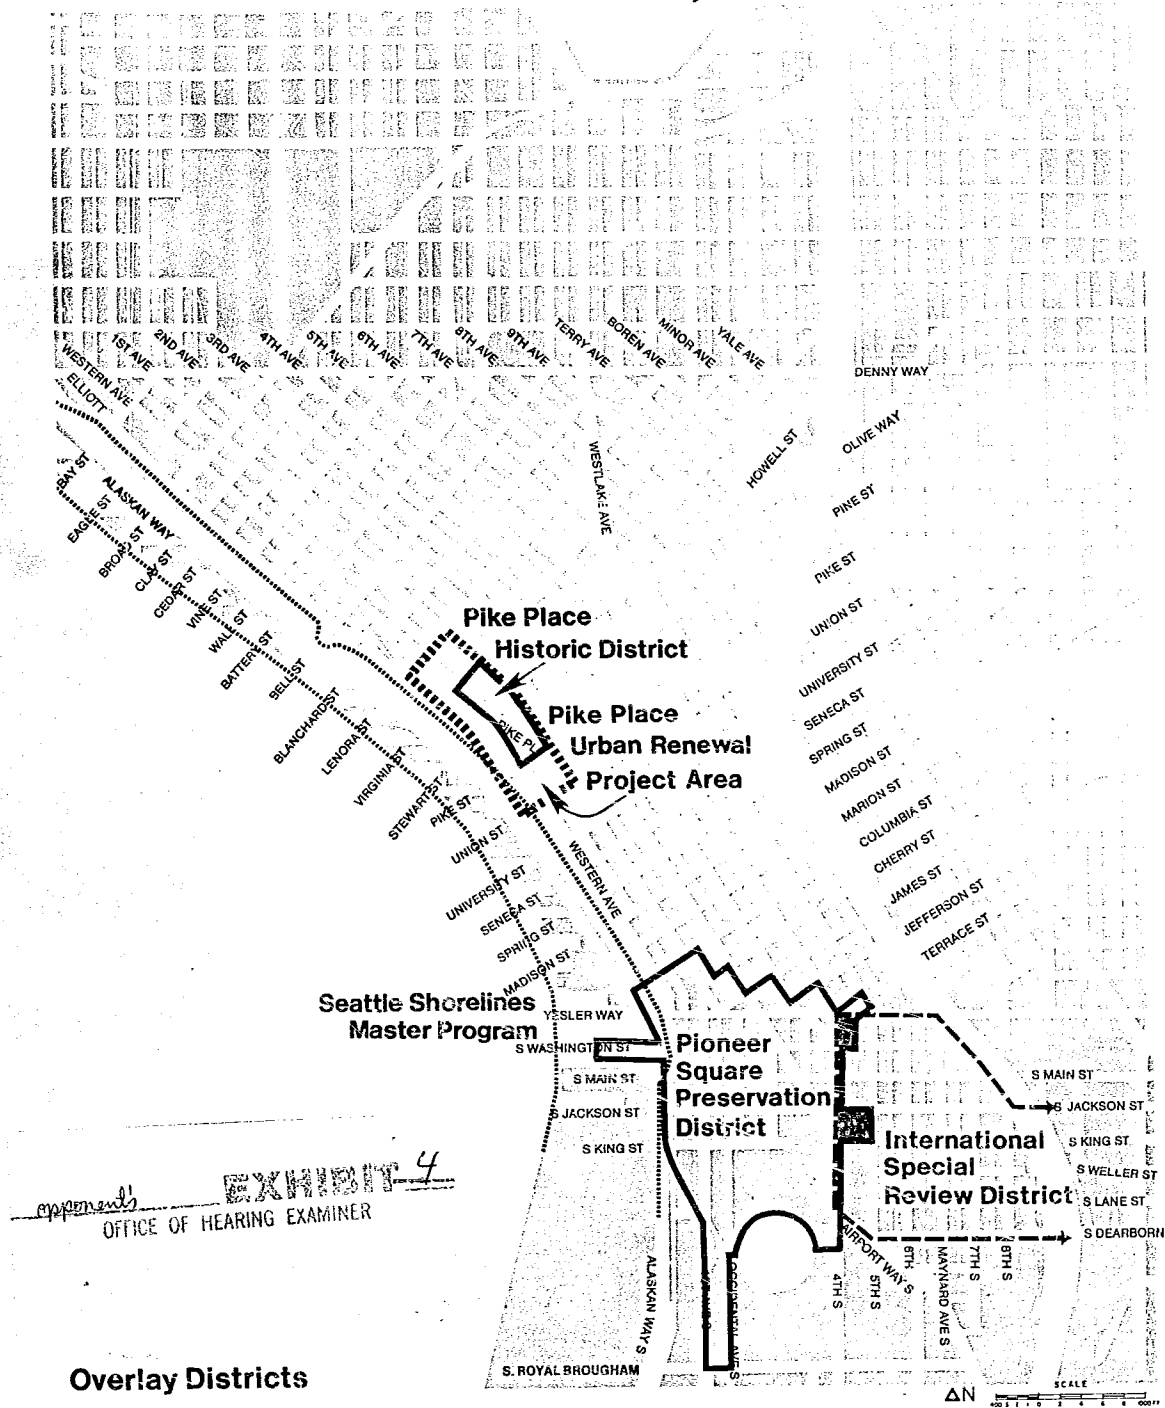 WESTERN AVE
ELLIOTT
1ST AVE
2ND AVE
3RD AVE
4TH AVE
5TH AVE
6TH AVE
7TH AVE
8TH AVE
9TH AVE
TERRY AVE
BOREN AVE
MINOR AVE
YALE AVE
DENNY WAY
WESTLAKE AVE
HOWELL ST
OLIVE WAY
PINE ST
PIKE ST
UNION ST
UNIVERSITY ST
SENECA ST
SPRING ST
MADISON ST
MARION ST
COLUMBIA ST
CHERRY ST
JAMES ST
JEFFERSON ST
TERRACE ST
BAY ST
ALASKAN WAY
EAGLE ST
BROAD ST
CLAY ST
CEDAR ST
VINE ST
WALL ST
BATTERY ST
BELL ST
BLANCHARD ST
LENORA ST
VIRGINIA ST
STEWART ST
PIKE ST
UNION ST
UNIVERSITY ST
SENECA ST
SPRING ST
MADISON ST
Pike Place
Historic District
PIKE PL
Pike Place
Urban Renewal
Project Area
WESTERN AVE
Seattle Shorelines
Master Program
YESLER WAY
S WASHINGTON ST
S MAIN ST
S JACKSON ST
S KING ST
Pioneer
Square
Preservation
District
International
Special
Review District
S MAIN ST
S JACKSON ST
S KING ST
S WELLER ST
S LANE ST
S DEARBORN
AIRPORT WAY S
4TH S
5TH S
6TH
MAYNARD AVE S
7TH S
8TH S
ALASKAN WAY S
OCCIDENTAL AVE S
S. ROYAL BROUGHAM
opponent's EXHIBIT 4
OFFICE OF HEARING EXAMINER
Overlay Districts
ΔN
SCALE